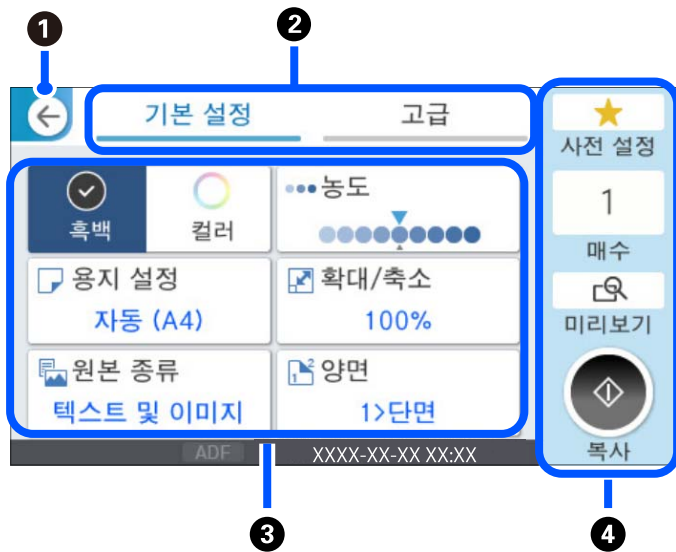 1
2
기본 설정
고급
사전 설정
흑백
컬러
농도
1
매수
용지 설정
자동 (A4)
확대/축소
100%
미리보기
원본 종류
텍스트 및 이미지
1 2
양면
1>단면
복사
ADF
XXXX-XX-XX XX:XX
3
4